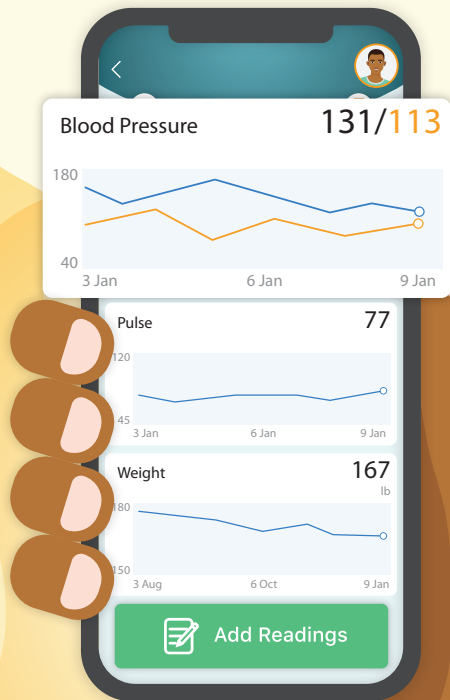 Blood Pressure 131/113
180
40
3 Jan 6 Jan 9 Jan
Pulse 77
120
45
3 Jan 6 Jan 9 Jan
Weight 167
lb
180
150
3 Aug 6 Oct 9 Jan
Add Readings